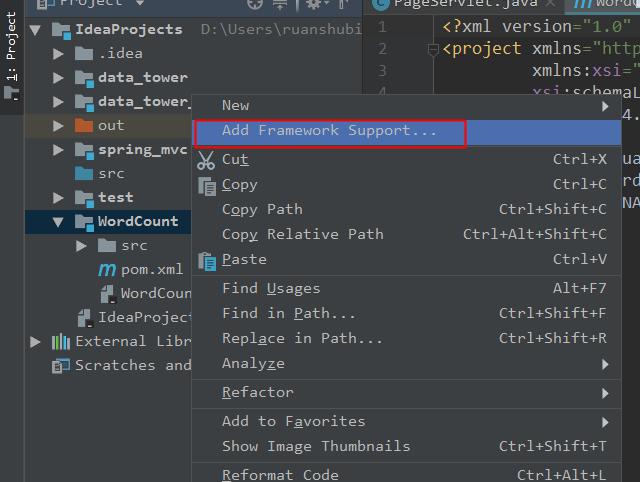 Project
PageServlet.java
1: Project
IdeaProjects D:\users\ruanshubi
.idea
data_tower
data_tower_
out
spring_mvc
src
test
WordCount
src
pom.xml
WordCoun
IdeaProject
External Libr
Scratches and
1 <?xml version="1.0"
2 <project xmlns="http
3 xmlns:xsi="
4 xsi:schemaL
New
Add Framework Support...
Cut Ctrl+X
Copy Ctrl+C
Copy Path Ctrl+Shift+C
Copy Relative Path Ctrl+Alt+Shift+C
Paste Ctrl+V
Find Usages Alt+F7
Find in Path... Ctrl+Shift+F
Replace in Path... Ctrl+Shift+R
Analyze
Refactor
Add to Favorites
Show Image Thumbnails Ctrl+Shift+T
Reformat Code Ctrl+Alt+L
4.
rd
NA